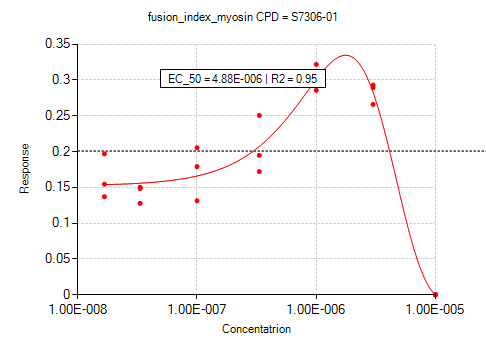 fusion_index_myosin CPD = S7306-01
0.35
EC_50 = 4.88E-006 | R2 = 0.95
0.3
0.25
0.2
0.15
0.1
0.05
0
Response
1.00E-008 1.00E-007 1.00E-006 1.00E-005
Concentatrion